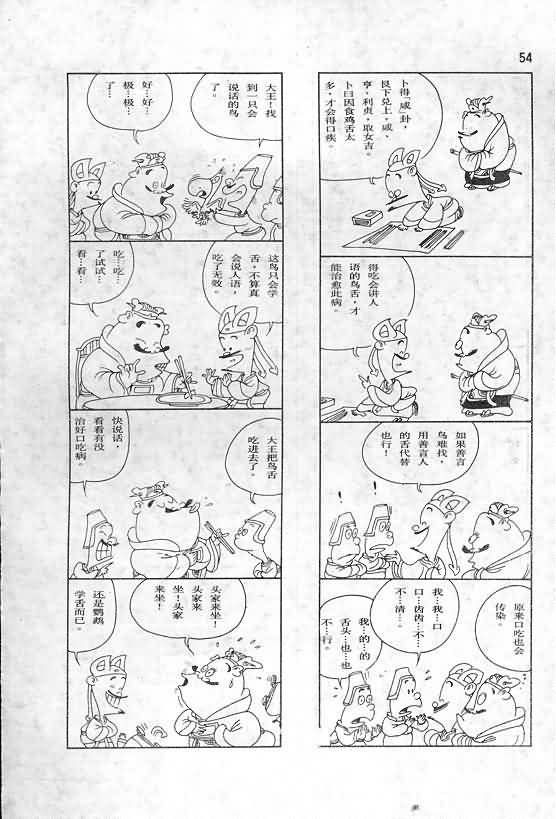 54
卜得「咸」卦，
艮下兑上，咸、
亨，利贞，取女吉。
卜曰因食鸡舌太
多，才会得口疾。
得吃会讲人
语的鸟舌，才
能治愈此病。
如果善言
鸟难找，
用善言人
的舌代替
也行！
！
！
原来口吃也会
传染。
我…我…口
口…齿齿…不…
不…清…。
我…的…的
舌头…也…也
不…行。
大王！找
到一只会
说话的鸟
了。
好…好…
极…极…
了…
这鸟只会学
舌，不算真
会说人语，
吃了无效。
吃…吃…
了试试…
看…看…
大王把鸟舌
吃进去了。
快说话，
看看有没
治好口吃病。
头家来坐！
头家来
坐！头家
来坐！
还是鹦鹉
学舌而已。